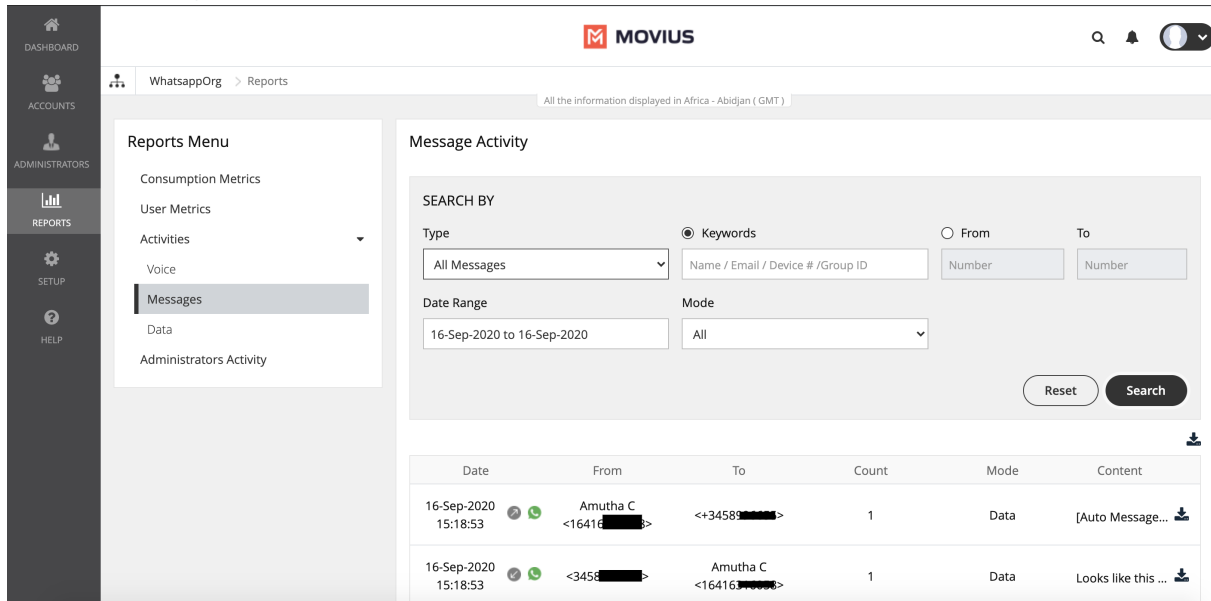 DASHBOARD
ACCOUNTS
ADMINISTRATORS
REPORTS
SETUP
HELP
MOVIUS
WhatsappOrg > Reports
All the information displayed in Africa - Abidjan ( GMT )
Reports Menu
Consumption Metrics
User Metrics
Activities
Voice
Messages
Data
Administrators Activity
Message Activity
SEARCH BY
Type
Keywords
From
To
All Messages
Name / Email / Device # /Group ID
Number
Number
Date Range
Mode
16-Sep-2020 to 16-Sep-2020
All
Reset
Search
Date From To Count Mode Content
16-Sep-2020
15:18:53
Amutha C
1
Data
[Auto Message...
16-Sep-2020
15:18:53
Amutha C
1
Data
Looks like this ...